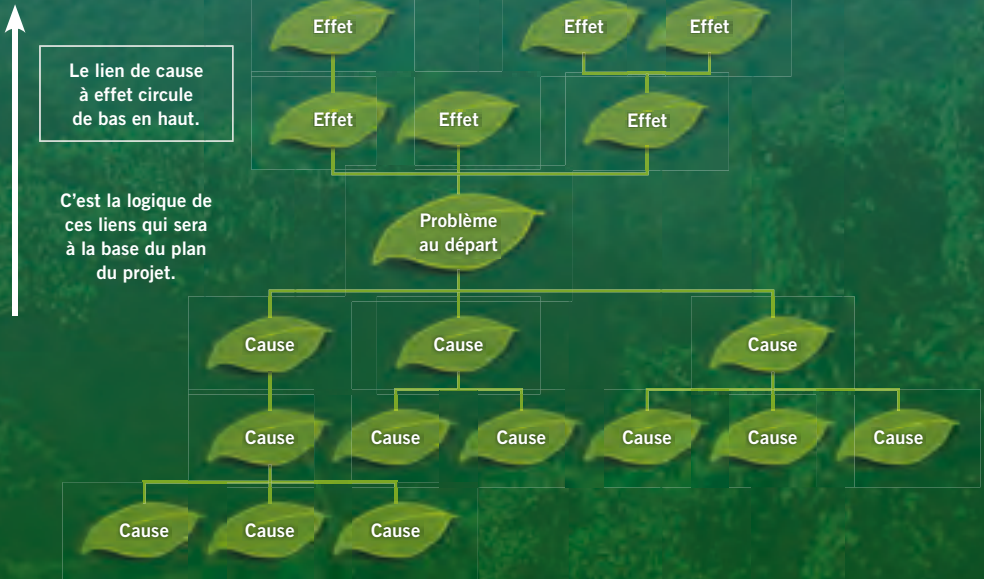 Effet
Effet
Effet
Le lien de cause
à effet circule
de bas en haut.
Effet
Effet
Effet
C’est la logique de
ces liens qui sera
à la base du plan
du projet.
Problème
au départ
Cause
Cause
Cause
Cause
Cause
Cause
Cause
Cause
Cause
Cause
Cause
Cause